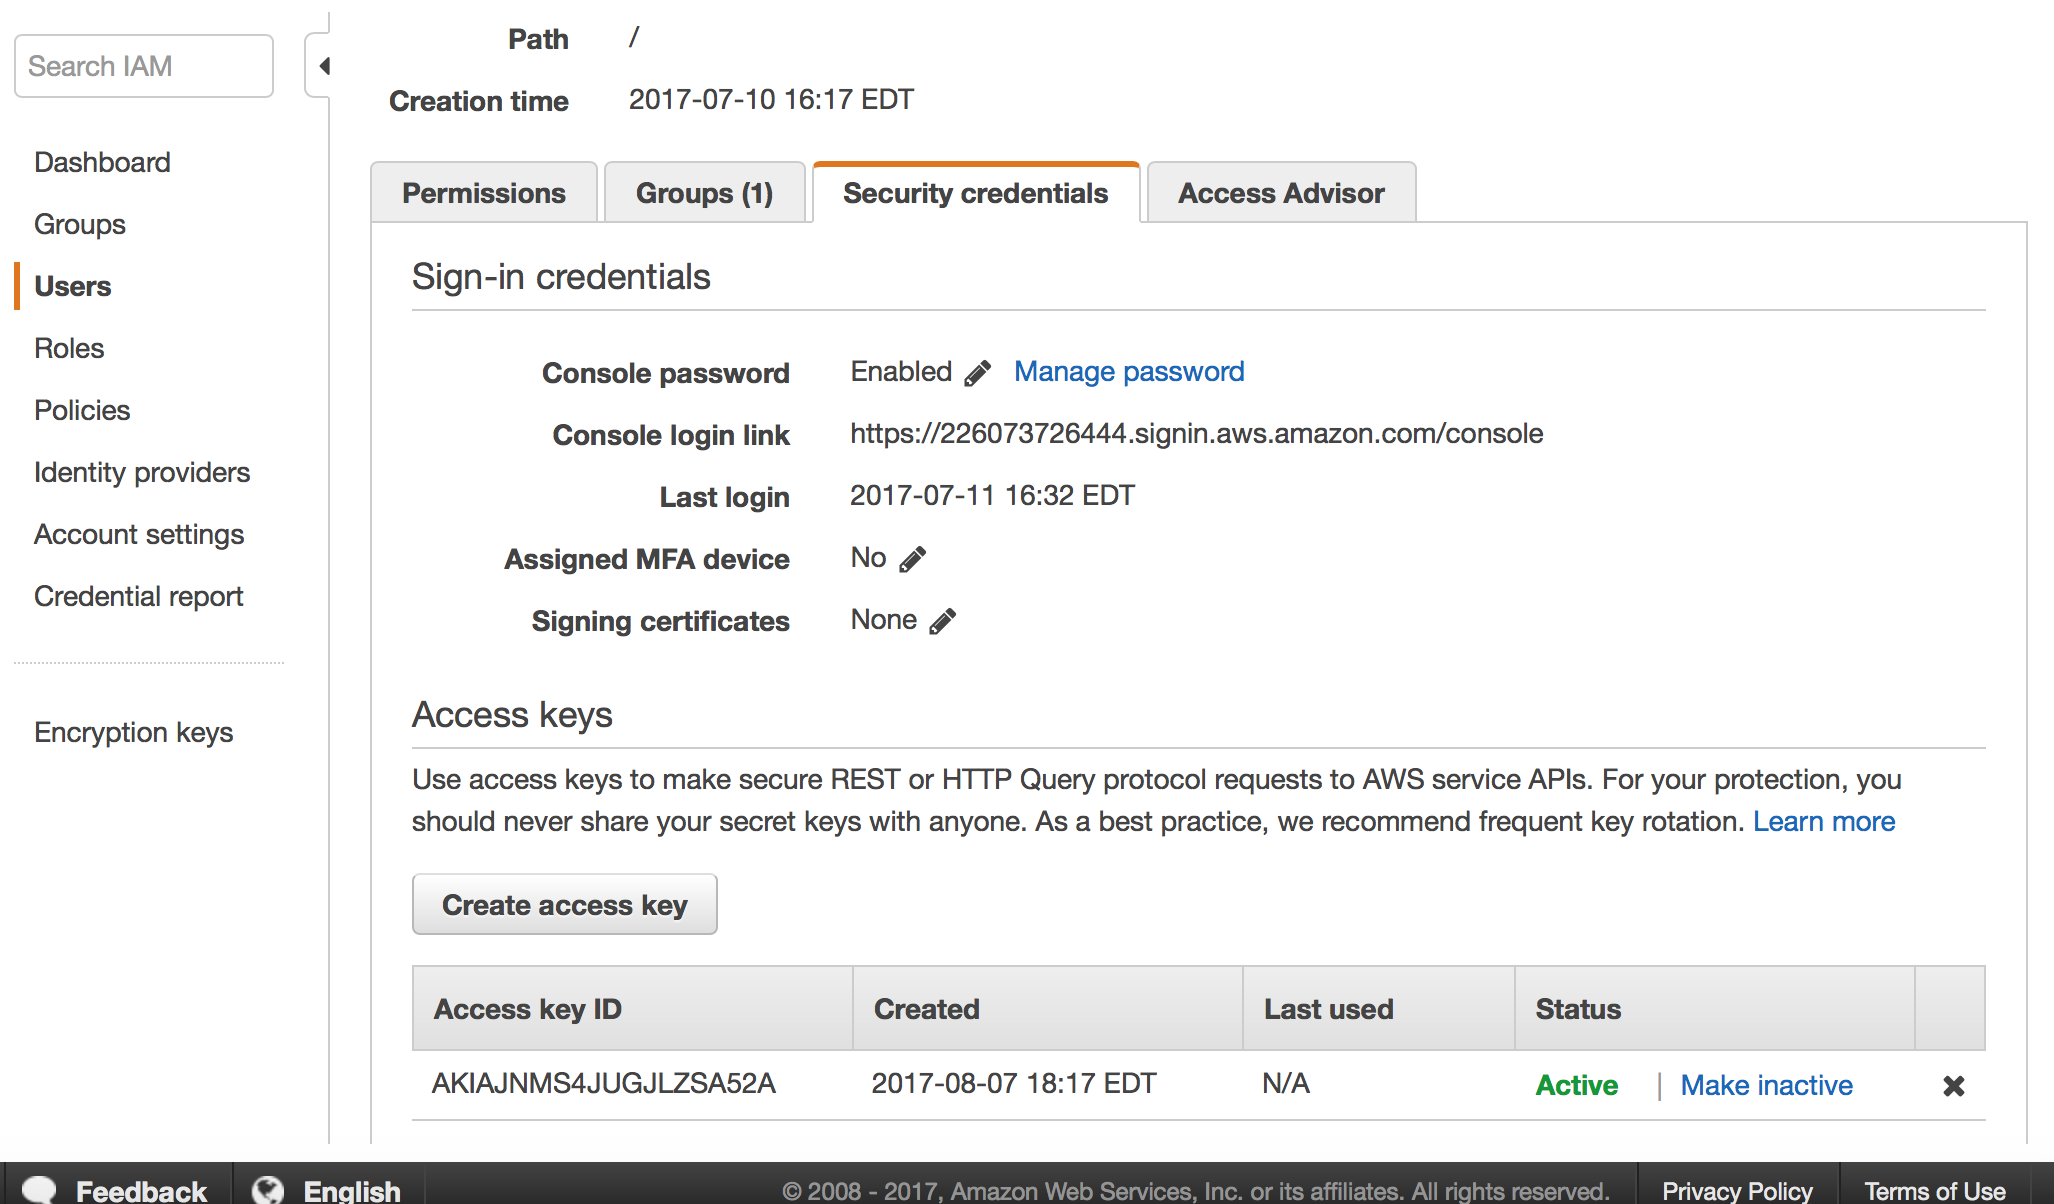 Search IAM
Dashboard
Groups
Users
Roles
Policies
Identity providers
Account settings
Credential report
Encryption keys
Path /
Creation time 2017-07-10 16:17 EDT
Permissions Groups (1) Security credentials Access Advisor
Sign-in credentials
Console password Enabled Manage password
Console login link https://226073726444.signin.aws.amazon.com/console
Last login 2017-07-11 16:32 EDT
Assigned MFA device No
Signing certificates None
Access keys
Use access keys to make secure REST or HTTP Query protocol requests to AWS service APIs. For your protection, you
should never share your secret keys with anyone. As a best practice, we recommend frequent key rotation. Learn more
Create access key
Access key ID Created Last used Status
AKIAJNMS4JUGJLZSA52A 2017-08-07 18:17 EDT N/A Active | Make inactive
Feedback English © 2008 - 2017, Amazon Web Services, Inc. or its affiliates. All rights reserved. Privacy Policy Terms of Use